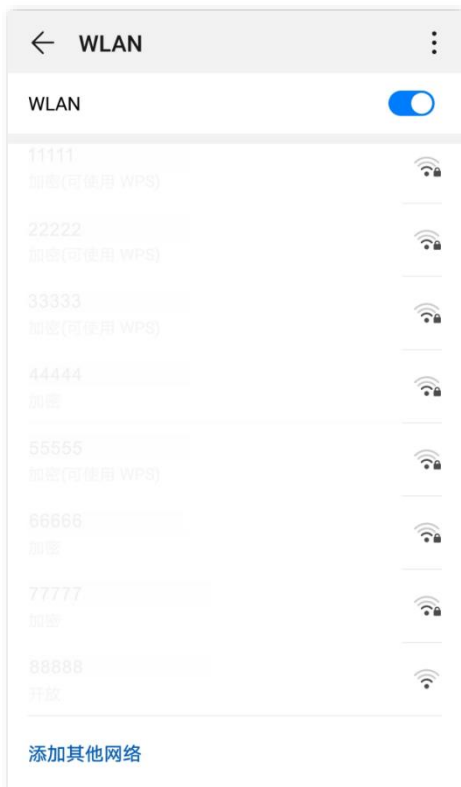 WLAN
WLAN
11111
加密(可使用 WPS)
22222
加密(可使用 WPS)
33333
加密(可使用 WPS)
44444
加密
55555
加密(可使用 WPS)
66666
加密
77777
加密
88888
开放
添加其他网络